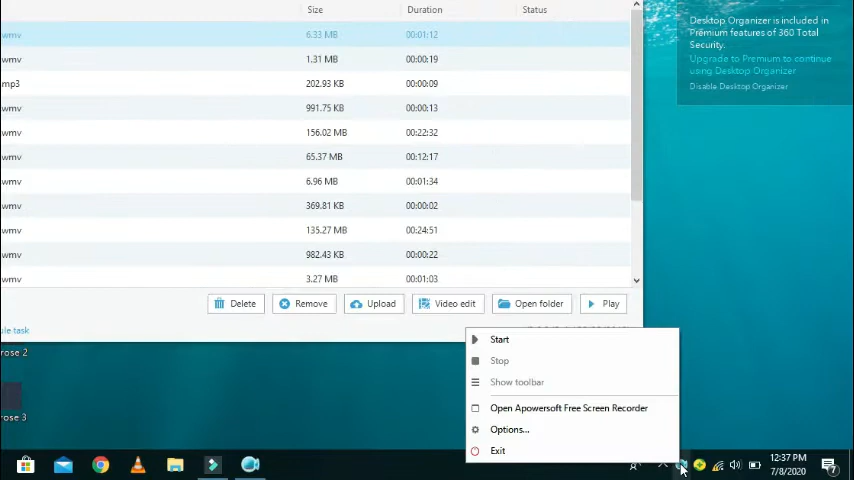 Size Duration Status
wmv 6.33 MB 00:01:12
wmv 1.31 MB 00:00:19
mp3 202.93 KB 00:00:09
wmv 991.75 KB 00:00:13
wmv 156.02 MB 00:22:32
wmv 65.37 MB 00:12:17
wmv 6.96 MB 00:01:34
wmv 369.81 KB 00:00:02
wmv 135.27 MB 00:24:51
wmv 982.43 KB 00:00:22
wmv 3.27 MB 00:01:03
Delete Remove Upload Video edit Open folder Play
ule task
Desktop Organizer is included in
Premium features of 360 Total
Security.
Upgrade to Premium to continue
using Desktop Organizer
Disable Desktop Organizer
rose 2
rose 3
Start
Stop
Show toolbar
Open Apowersoft Free Screen Recorder
Options...
Exit
12:37 PM
7/8/2020
7